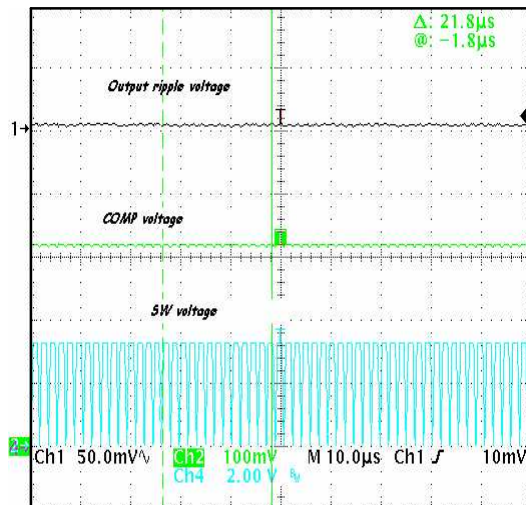 Δ: 21.8µs
@: −1.8µs
Output ripple voltage
1
COMP voltage
SW voltage
2
Ch1 50.0mV Ch2 100mV M 10.0µs Ch1 10mV
Ch4 2.00 V